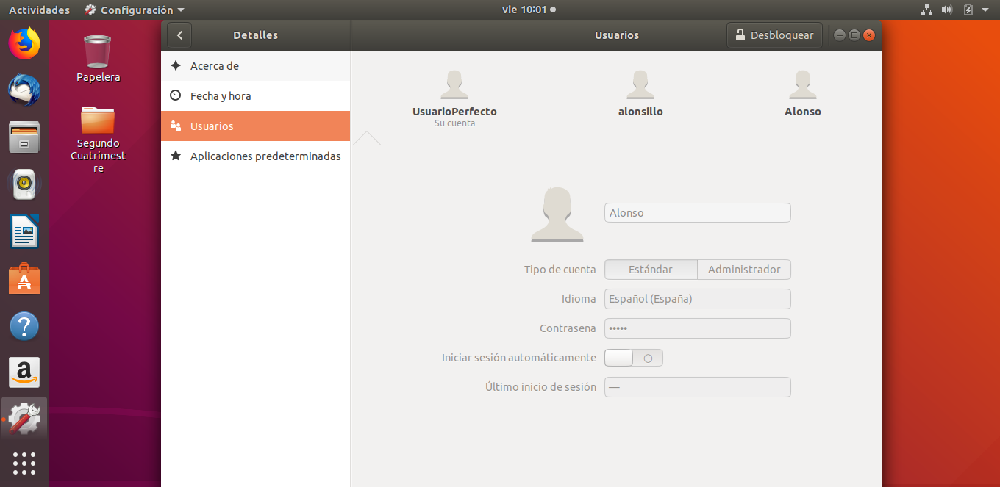 Actividades
Configuración
vie 10:01
Detalles
Usuarios
Desbloquear
Papelera
Segundo
Cuatrimest
re
Acerca de
Fecha y hora
Usuarios
Aplicaciones predeterminadas
UsuarioPerfecto
Su cuenta
alonsillo
Alonso
Alonso
Tipo de cuenta
Estándar
Administrador
Idioma
Español (España)
Contraseña
•••••
Iniciar sesión automáticamente
Último inicio de sesión
—